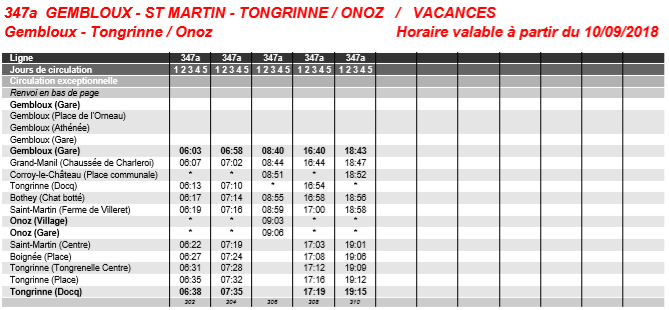 347a GEMBLOUX - ST MARTIN - TONGRINNE / ONOZ / VACANCES
Gembloux - Tongrinne / Onoz Horaire valable à partir du 10/09/2018
Ligne 347a 347a 347a 347a 347a
Jours de circulation 1 2 3 4 5 1 2 3 4 5 1 2 3 4 5 1 2 3 4 5 1 2 3 4 5
Circulation exceptionnelle
Renvoi en bas de page
Gembloux (Gare)
Gembloux (Place de l'Orneau)
Gembloux (Athénée)
Gembloux (Gare)
Gembloux (Gare) 06:03 06:58 08:40 16:40 18:43
Grand-Manil (Chaussée de Charleroi) 06:07 07:02 08:44 16:44 18:47
Corroy-le-Château (Place communale) * * 08:51 * 18:52
Tongrinne (Docq) 06:13 07:10 * 16:54 *
Bothey (Chat botté) 06:17 07:14 08:55 16:58 18:56
Saint-Martin (Ferme de Villeret) 06:19 07:16 08:59 17:00 18:58
Onoz (Village) * * 09:03 * *
Onoz (Gare) * * 09:06 * *
Saint-Martin (Centre) 06:22 07:19 17:03 19:01
Boignée (Place) 06:27 07:24 17:08 19:06
Tongrinne (Tongrenelle Centre) 06:31 07:28 17:12 19:09
Tongrinne (Place) 06:35 07:32 17:16 19:12
Tongrinne (Docq) 06:38 07:35 17:19 19:15
302 304 306 308 310